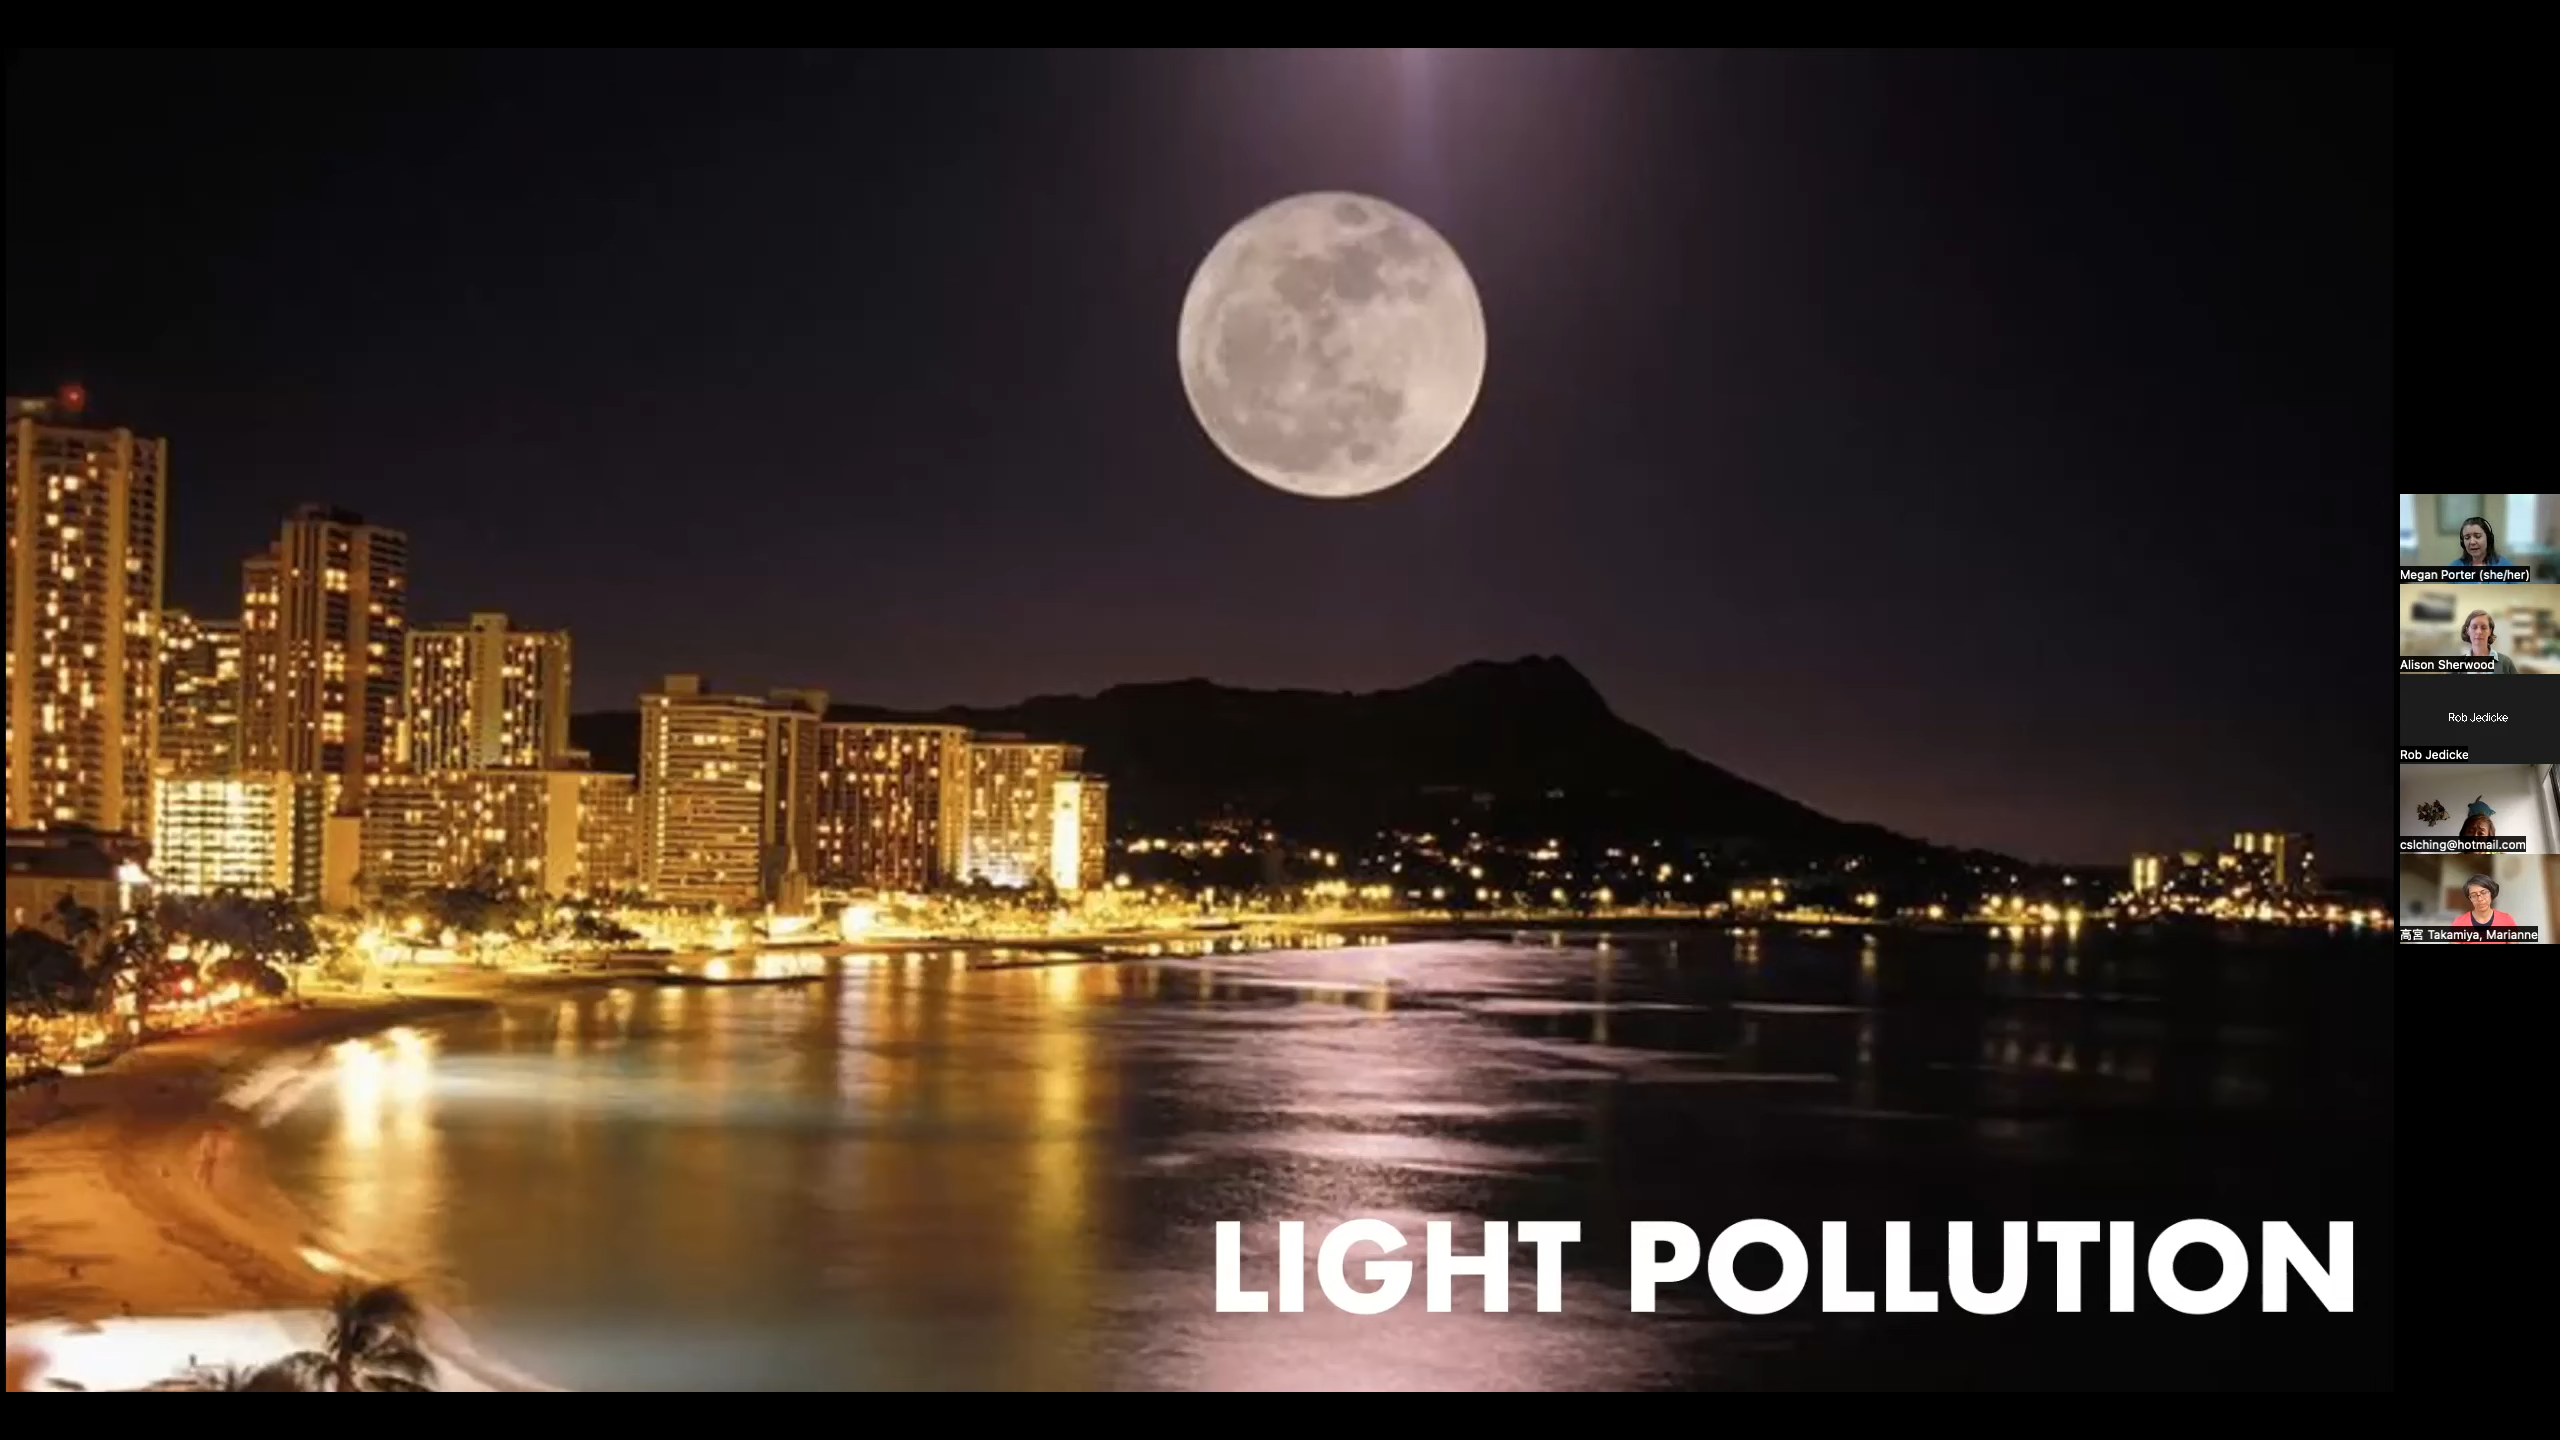 LIGHT POLLUTION
Megan Porter (she/her)
Alison Sherwood
Rob Jedicke
Rob Jedicke
cslching@hotmail.com
高宮 Takamiya, Marianne